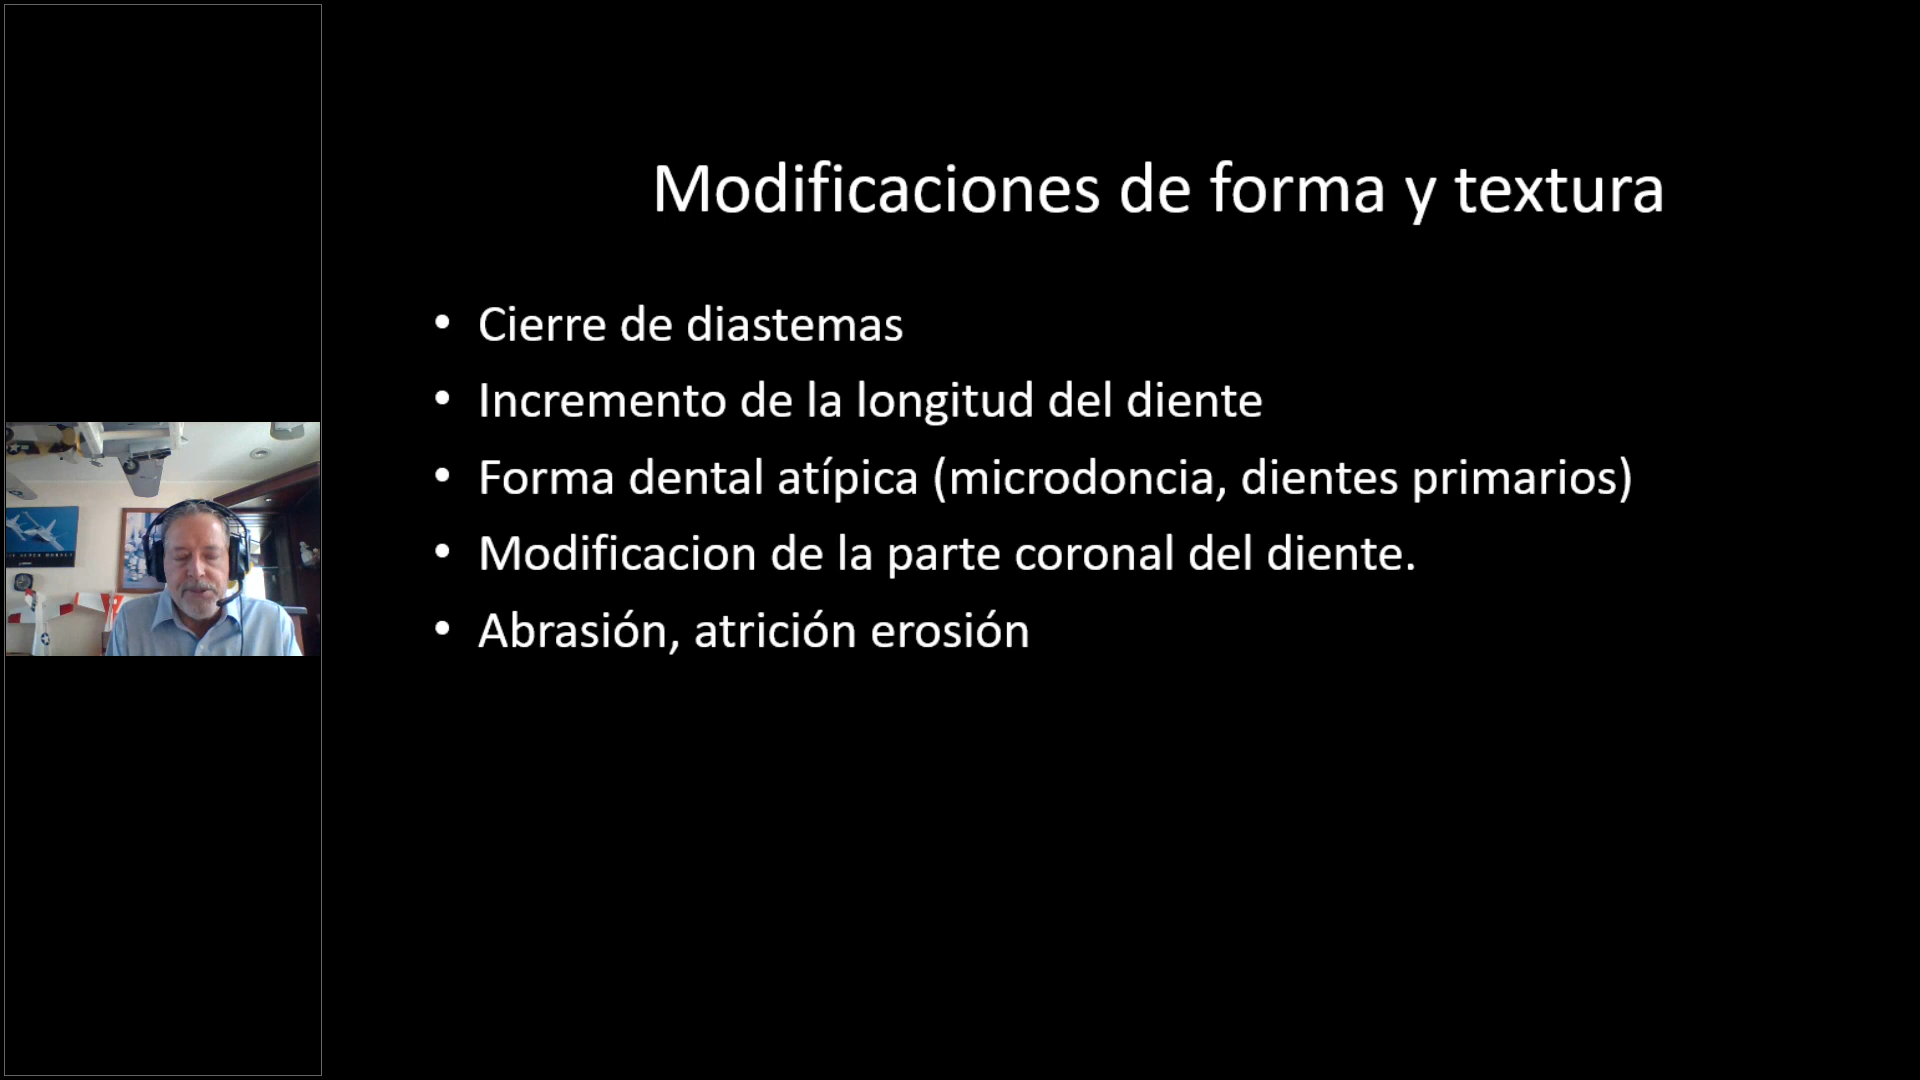 Modificaciones de forma y textura
• Cierre de diastemas
• Incremento de la longitud del diente
• Forma dental atípica (microdoncia, dientes primarios)
• Modificacion de la parte coronal del diente.
• Abrasión, atrición erosión